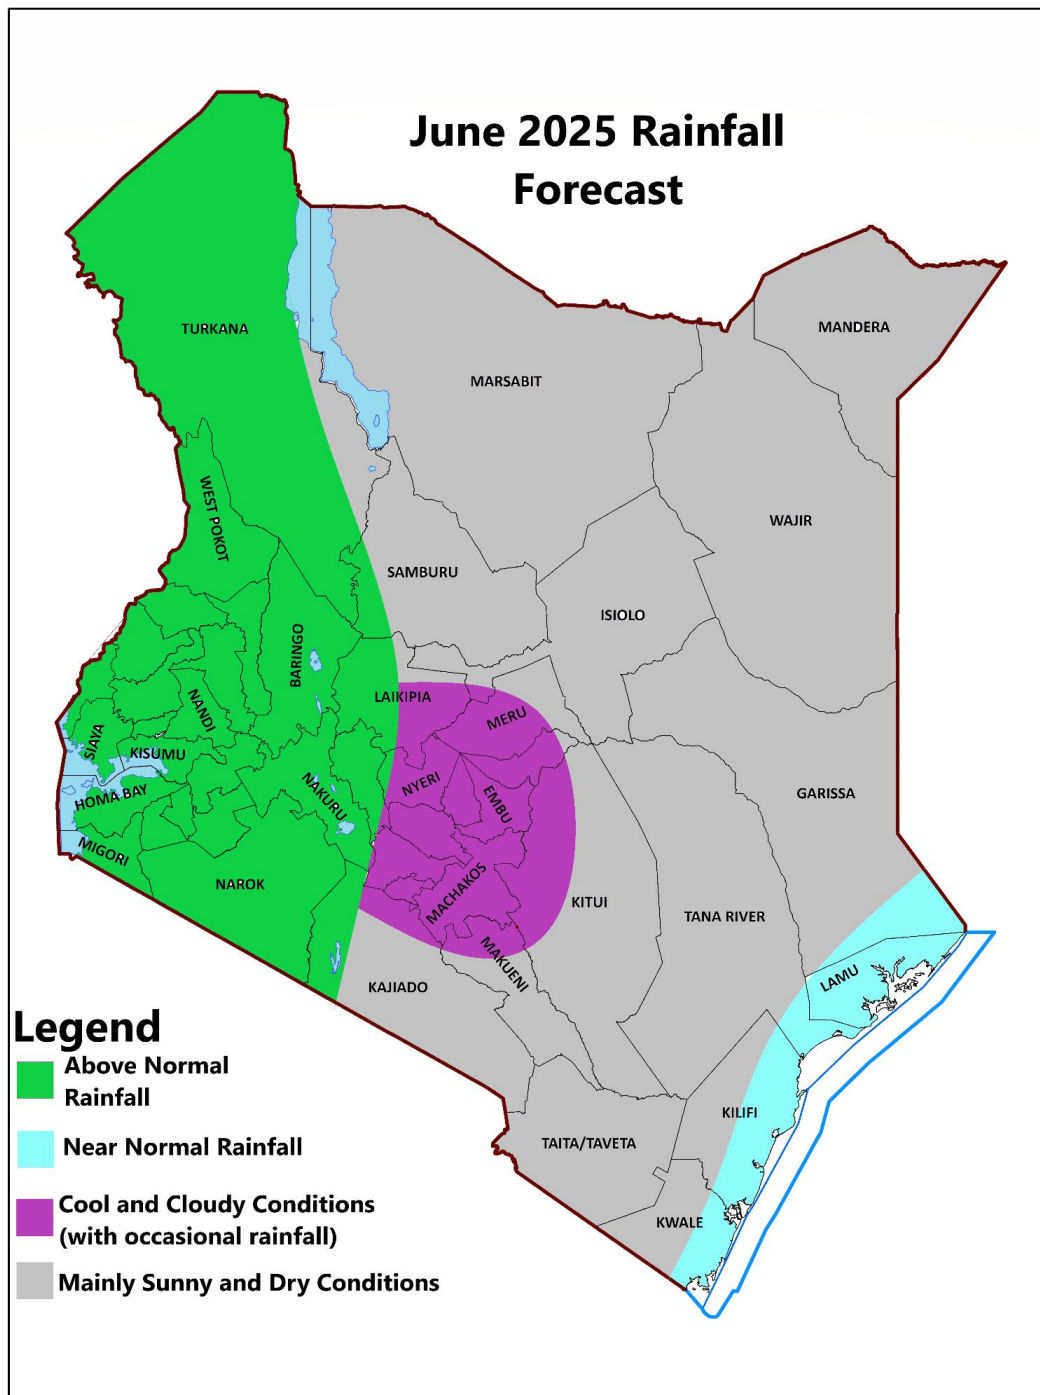 June 2025 Rainfall
Forecast
TURKANA
MANDERA
MARSABIT
WEST POKOT
WAJIR
SAMBURU
ISIOLO
BARINGO
LAIKIPIA
MERU
NANDI
SIAYA
KISUMU
NYERI
EMBU
NAKURU
HOMA BAY
GARISSA
MIGORI
NAROK
MACHAKOS
KITUI
TANA RIVER
MAKUENI
KAJIADO
LAMU
KILIFI
TAITA/TAVETA
KWALE
Legend
Above Normal
Rainfall
Near Normal Rainfall
Cool and Cloudy Conditions
(with occasional rainfall)
Mainly Sunny and Dry Conditions